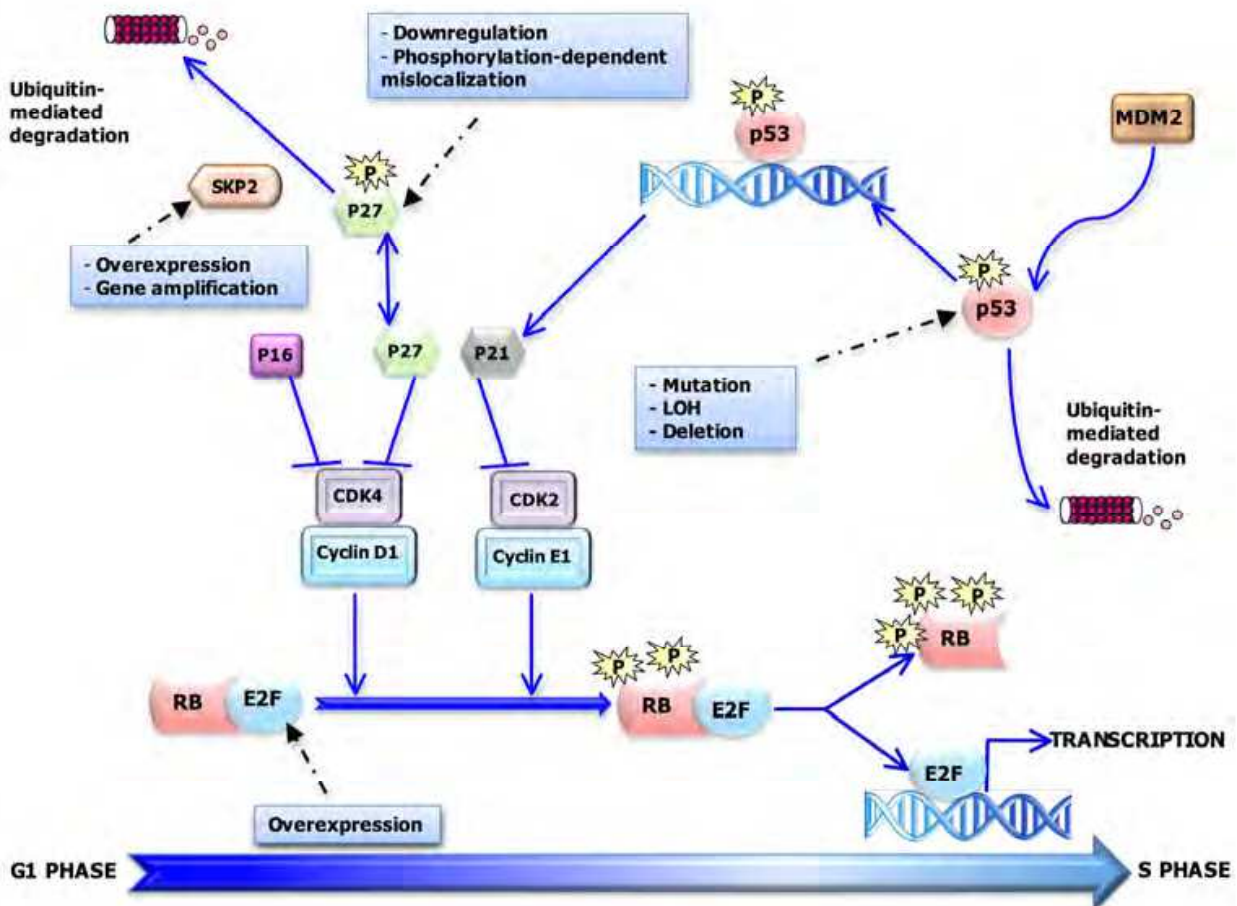 - Downregulation
- Phosphorylation-dependent
mislocalization
Ubiquitin-
mediated
degradation
P
p53
MDM2
SKP2
P
P27
- Overexpression
- Gene amplification
P
p53
P16
P27
P21
- Mutation
- LOH
- Deletion
Ubiquitin-
mediated
degradation
CDK4
Cyclin D1
CDK2
Cyclin E1
RB
E2F
P
P
RB
E2F
P
P
P
RB
E2F
TRANSCRIPTION
Overexpression
G1 PHASE
S PHASE